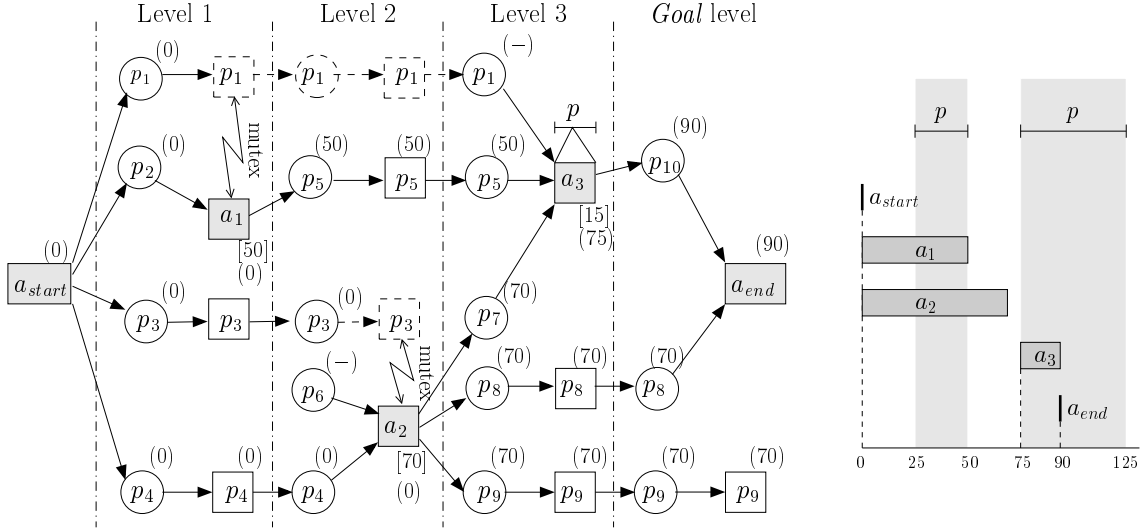 Level 1 Level 2 Level 3 Goal level
(0) (−)
p1 p1 p1 p1 p1
p p p
(0) mutex (50) (50) (50) (90)
p2 p5 p5 p5 a3 p10
a1 [15]
(75)
[50]
(0)
astart
a1
(0) (90)
astart aend
a2
(0) (0) (70)
p3 p3 p3 p3 p7
(−) mutex (70) (70) (70)
p6 p8 p8 p8
a3
a2
aend
[70]
(0) (0) (0) (0) (70) (70) (70) (70)
p4 p4 p4 p9 p9 p9 p9
0 25 50 75 90 125